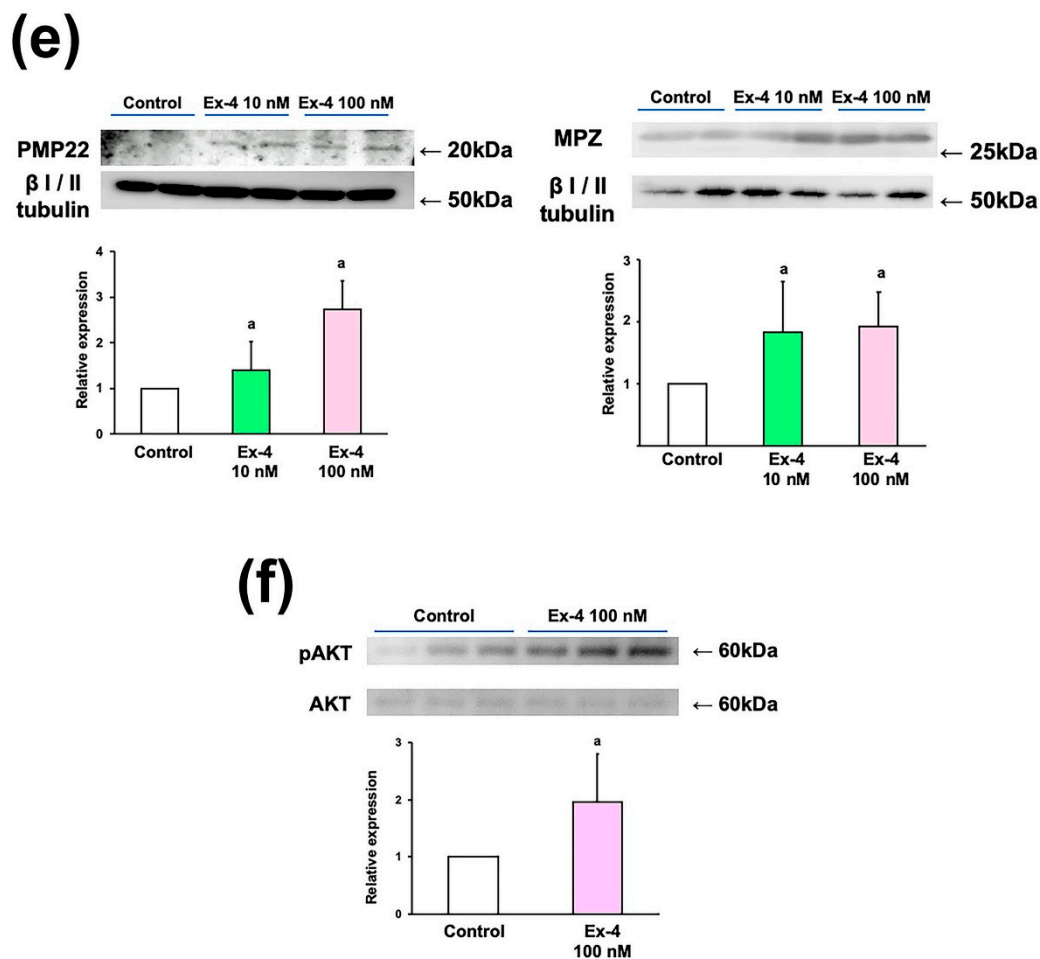 (e)
Control Ex-4 10 nM Ex-4 100 nM
PMP22
← 20kDa
β I / II
tubulin
← 50kDa
4
3
2
1
0
Relative expression
a
a
Control
Ex-4
10 nM
Ex-4
100 nM
Control Ex-4 10 nM Ex-4 100 nM
MPZ
← 25kDa
β I / II
tubulin
← 50kDa
3
2
1
Relative expression
a
a
Control
Ex-4
10 nM
Ex-4
100 nM
(f)
Control Ex-4 100 nM
pAKT
← 60kDa
AKT
← 60kDa
3
2
1
0
Relative expression
a
Control
Ex-4
100 nM